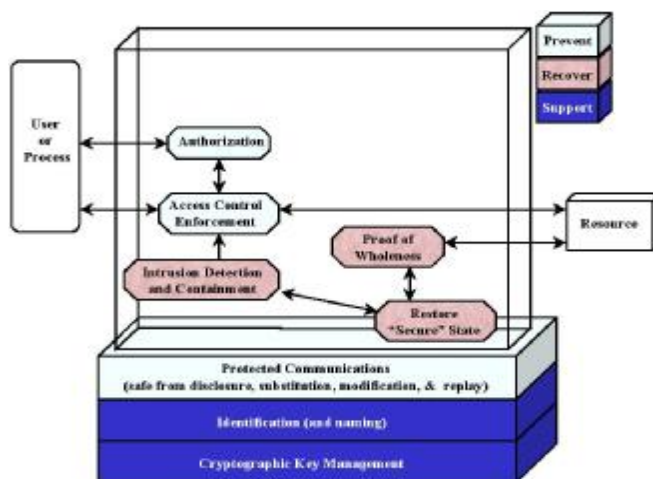 Prevent
Recover
Support
User
or
Process
Authorization
Access Control
Enforcement
Resource
Proof of
Wholeness
Intrusion Detection
and Containment
Restore
“Secure” State
Protected Communications
(safe from disclosure, substitution, modification, & replay)
Identification (and naming)
Cryptographic Key Management